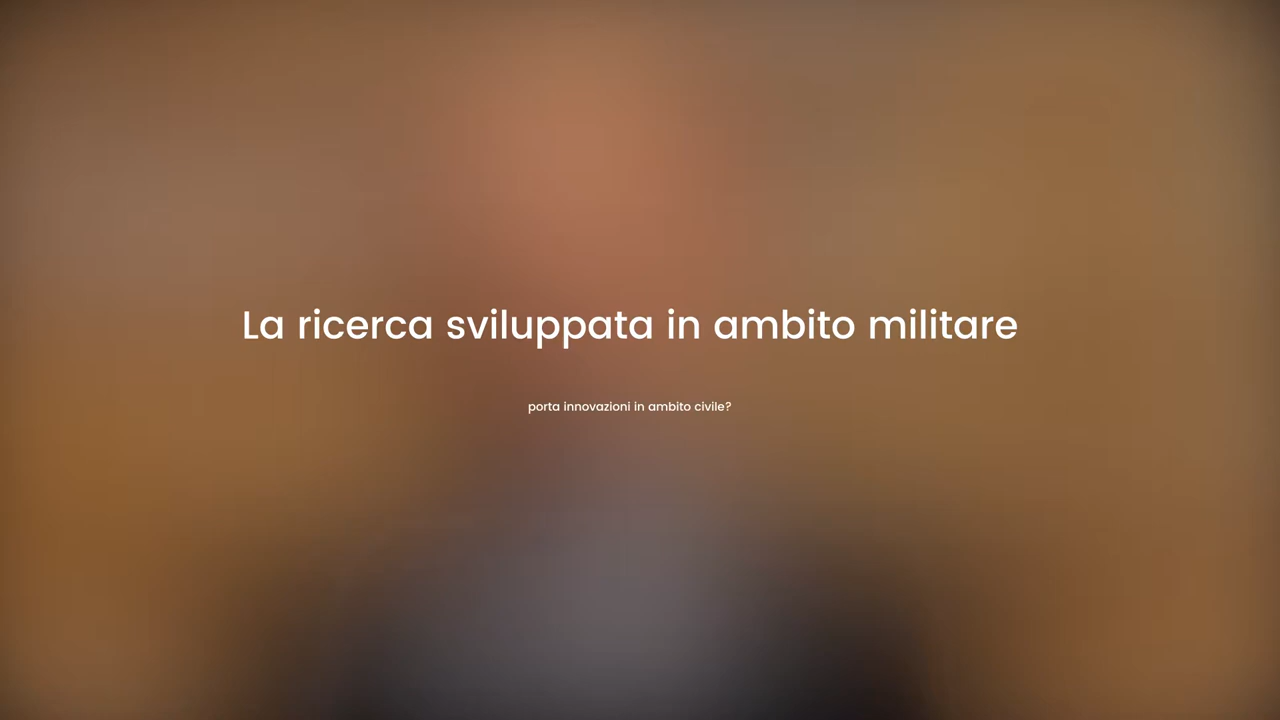 La ricerca sviluppata in ambito militare
porta innovazioni in ambito civile?